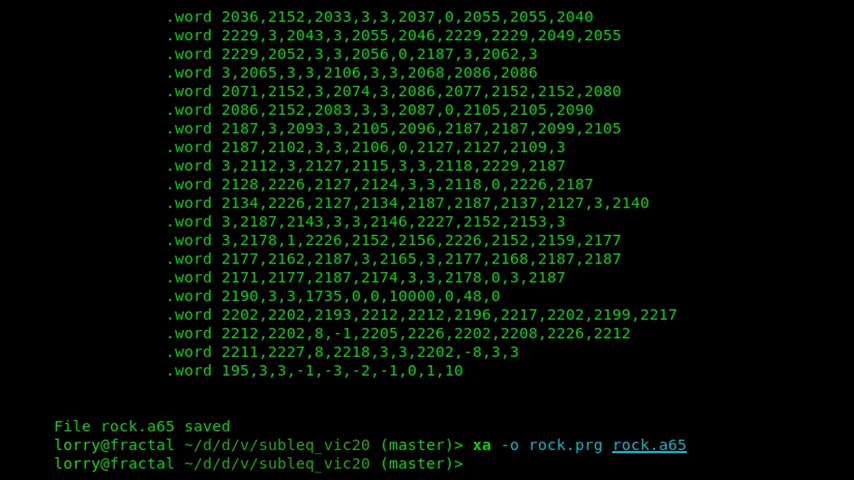 .word 2036,2152,2033,3,3,2037,0,2055,2055,2040
.word 2229,3,2043,3,2055,2046,2229,2229,2049,2055
.word 2229,2052,3,3,2056,0,2187,3,2062,3
.word 3,2065,3,3,2106,3,3,2068,2086,2086
.word 2071,2152,3,2074,3,2086,2077,2152,2152,2080
.word 2086,2152,2083,3,3,2087,0,2105,2105,2090
.word 2187,3,2093,3,2105,2096,2187,2187,2099,2105
.word 2187,2102,3,3,2106,0,2127,2127,2109,3
.word 3,2112,3,2127,2115,3,3,2118,2229,2187
.word 2128,2226,2127,2124,3,3,2118,0,2226,2187
.word 2134,2226,2127,2134,2187,2187,2137,2127,3,2140
.word 3,2187,2143,3,3,2146,2227,2152,2153,3
.word 3,2178,1,2226,2152,2156,2226,2152,2159,2177
.word 2177,2162,2187,3,2165,3,2177,2168,2187,2187
.word 2171,2177,2187,2174,3,3,2178,0,3,2187
.word 2190,3,3,1735,0,0,10000,0,48,0
.word 2202,2202,2193,2212,2212,2196,2217,2202,2199,2217
.word 2212,2202,8,-1,2205,2226,2202,2208,2226,2212
.word 2211,2227,8,2218,3,3,2202,-8,3,3
.word 195,3,3,-1,-3,-2,-1,0,1,10
File rock.a65 saved
lorry@fractal ~/d/d/v/subleq_vic20 (master)> xa -o rock.prg rock.a65
lorry@fractal ~/d/d/v/subleq_vic20 (master)>